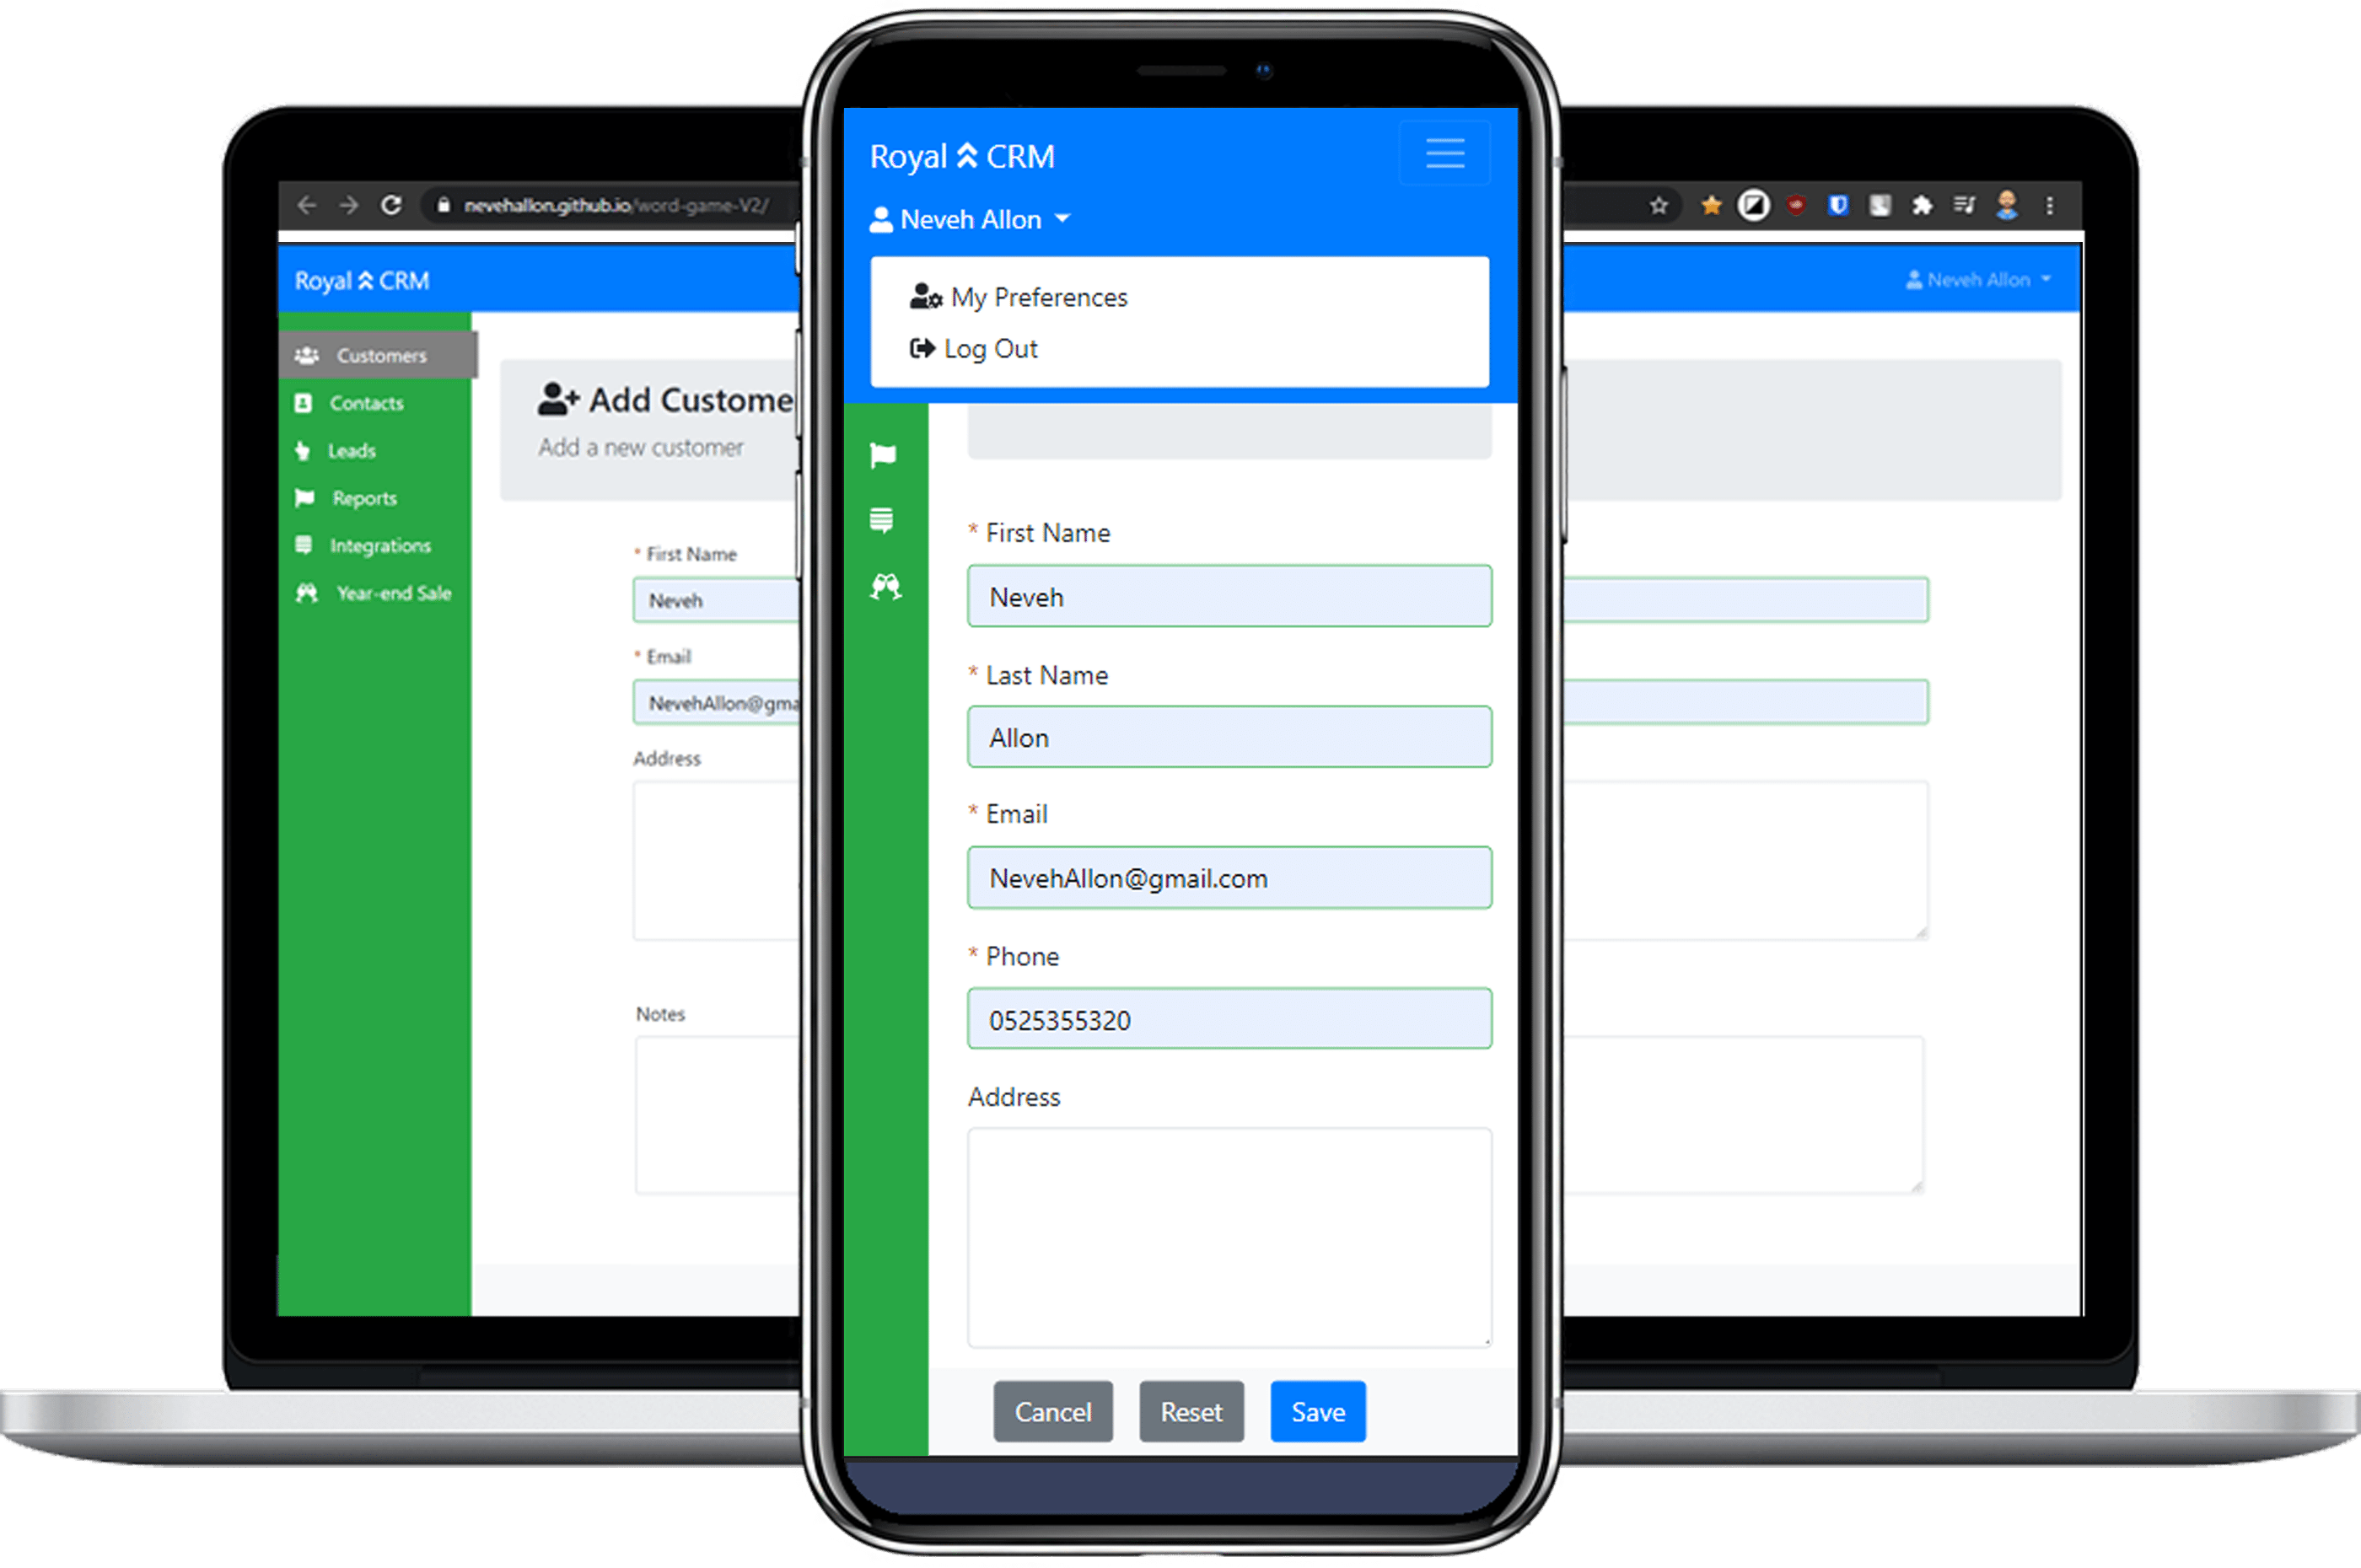 nevehallon.github.io/word-game-V2/
Royal CRM
Neveh Allon
Customers
Contacts
Leads
Reports
Integrations
Year-end Sale
Add Custome
Add a new customer
* First Name
Neveh
* Email
NevehAllon@gma
Address
Notes
Royal CRM
Neveh Allon
My Preferences
Log Out
* First Name
Neveh
* Last Name
Allon
* Email
NevehAllon@gmail.com
* Phone
0525355320
Address
Cancel Reset Save